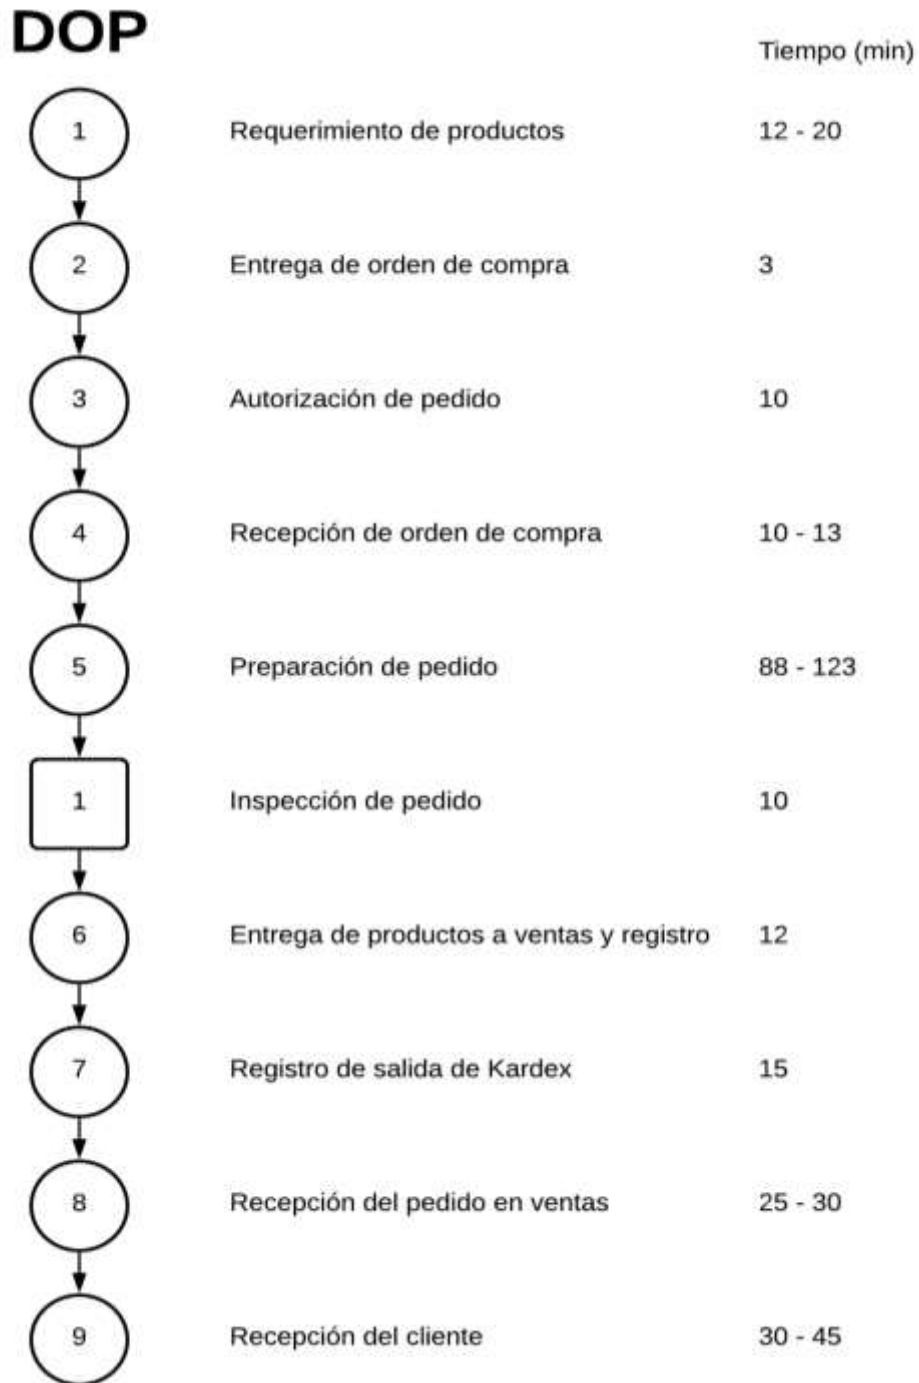 DOP
Tiempo (min)
1 Requerimiento de productos 12 - 20
2 Entrega de orden de compra 3
3 Autorización de pedido 10
4 Recepción de orden de compra 10 - 13
5 Preparación de pedido 88 - 123
1 Inspección de pedido 10
6 Entrega de productos a ventas y registro 12
7 Registro de salida de Kardex 15
8 Recepción del pedido en ventas 25 - 30
9 Recepción del cliente 30 - 45